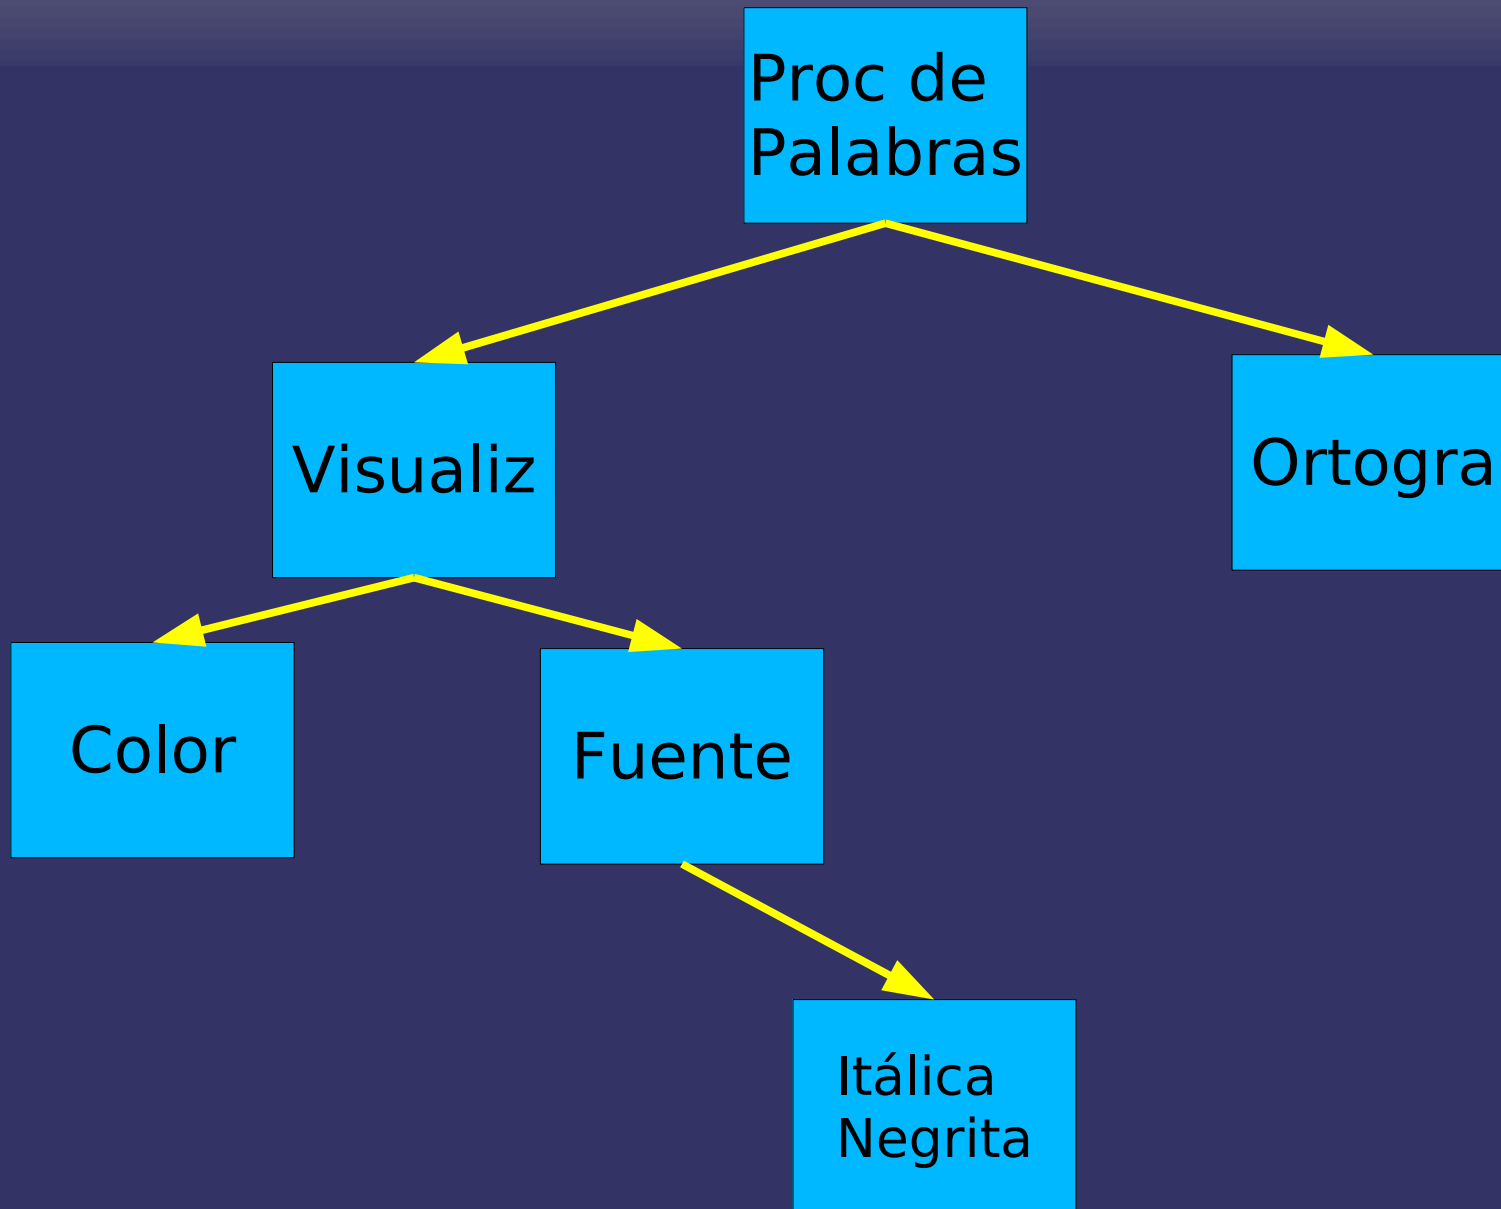 Proc de
Palabras
Visualiz
Ortogra
Color
Fuente
Itálica
Negrita